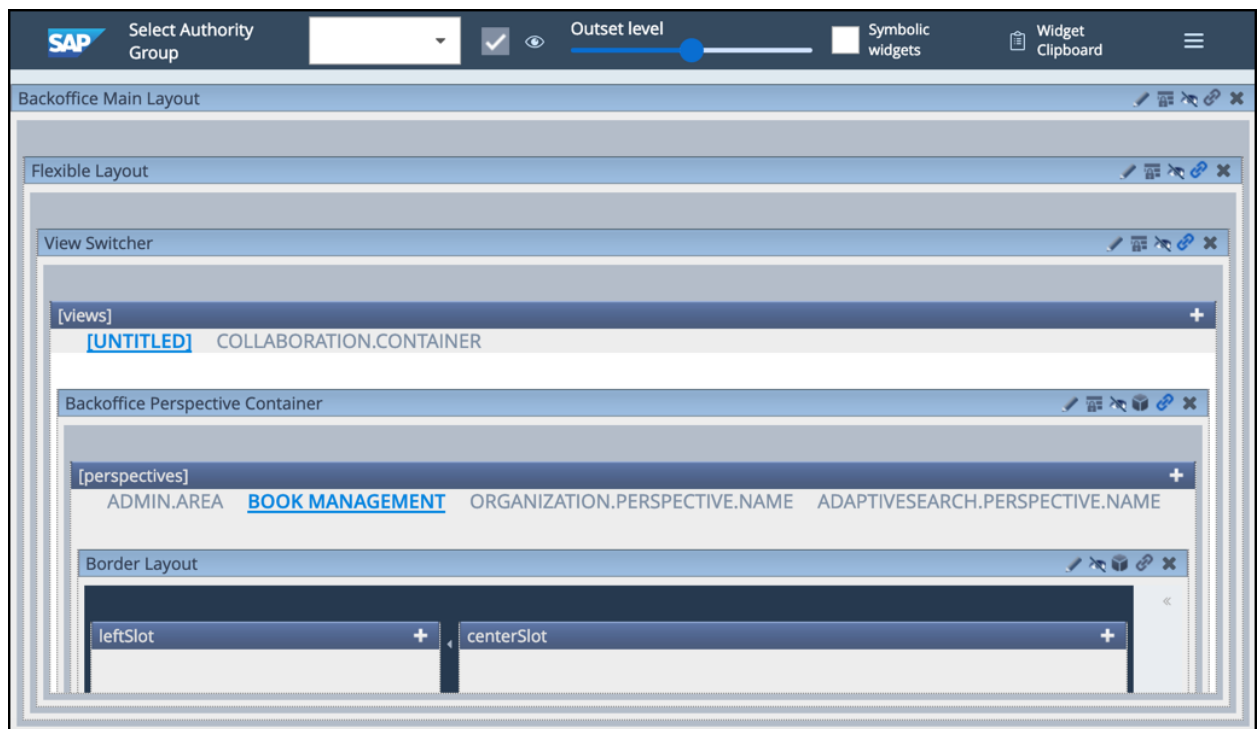 SAP
Select Authority
Group
Outset level
Symbolic
widgets
Widget
Clipboard
Backoffice Main Layout
Flexible Layout
View Switcher
[views]
[UNTITLED] COLLABORATION.CONTAINER
Backoffice Perspective Container
[perspectives]
ADMIN.AREA BOOK MANAGEMENT ORGANIZATION.PERSPECTIVE.NAME ADAPTIVESEARCH.PERSPECTIVE.NAME
Border Layout
leftSlot
centerSlot